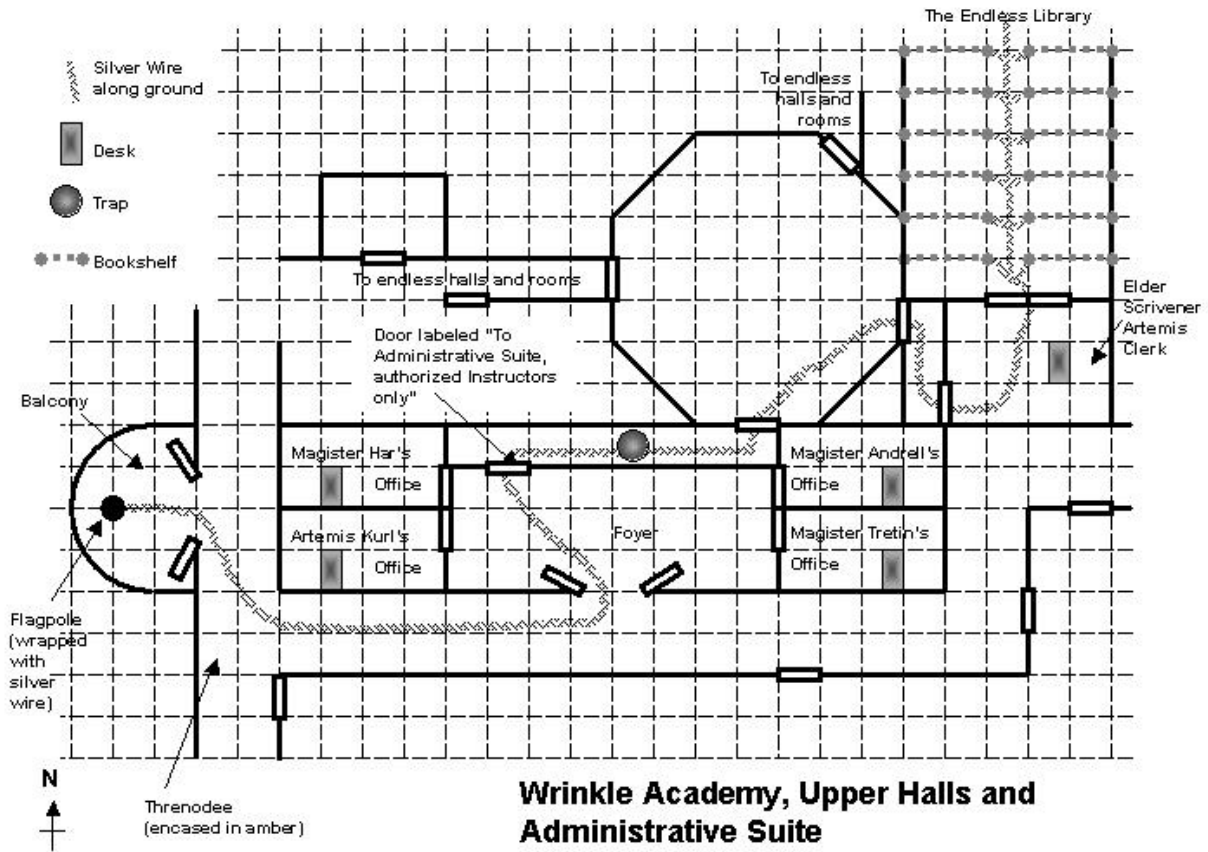 The Endless Library
Silver Wire
along ground
Desk
Trap
Bookshelf
To endless
halls and
rooms
To endless halls and rooms
Elder
Scrivener
Artemis
Clerk
Door labeled "To
Administrative Suite,
authorized Instructors
only"
Balcony
Magister Har's
Office
Magister Andrell's
Office
Artemis Kurl's
Office
Foyer
Magister Tretin's
Office
Flagpole
(wrapped
with
silver
wire)
N
Threnodee
(encased in amber)
Wrinkle Academy, Upper Halls and
Administrative Suite